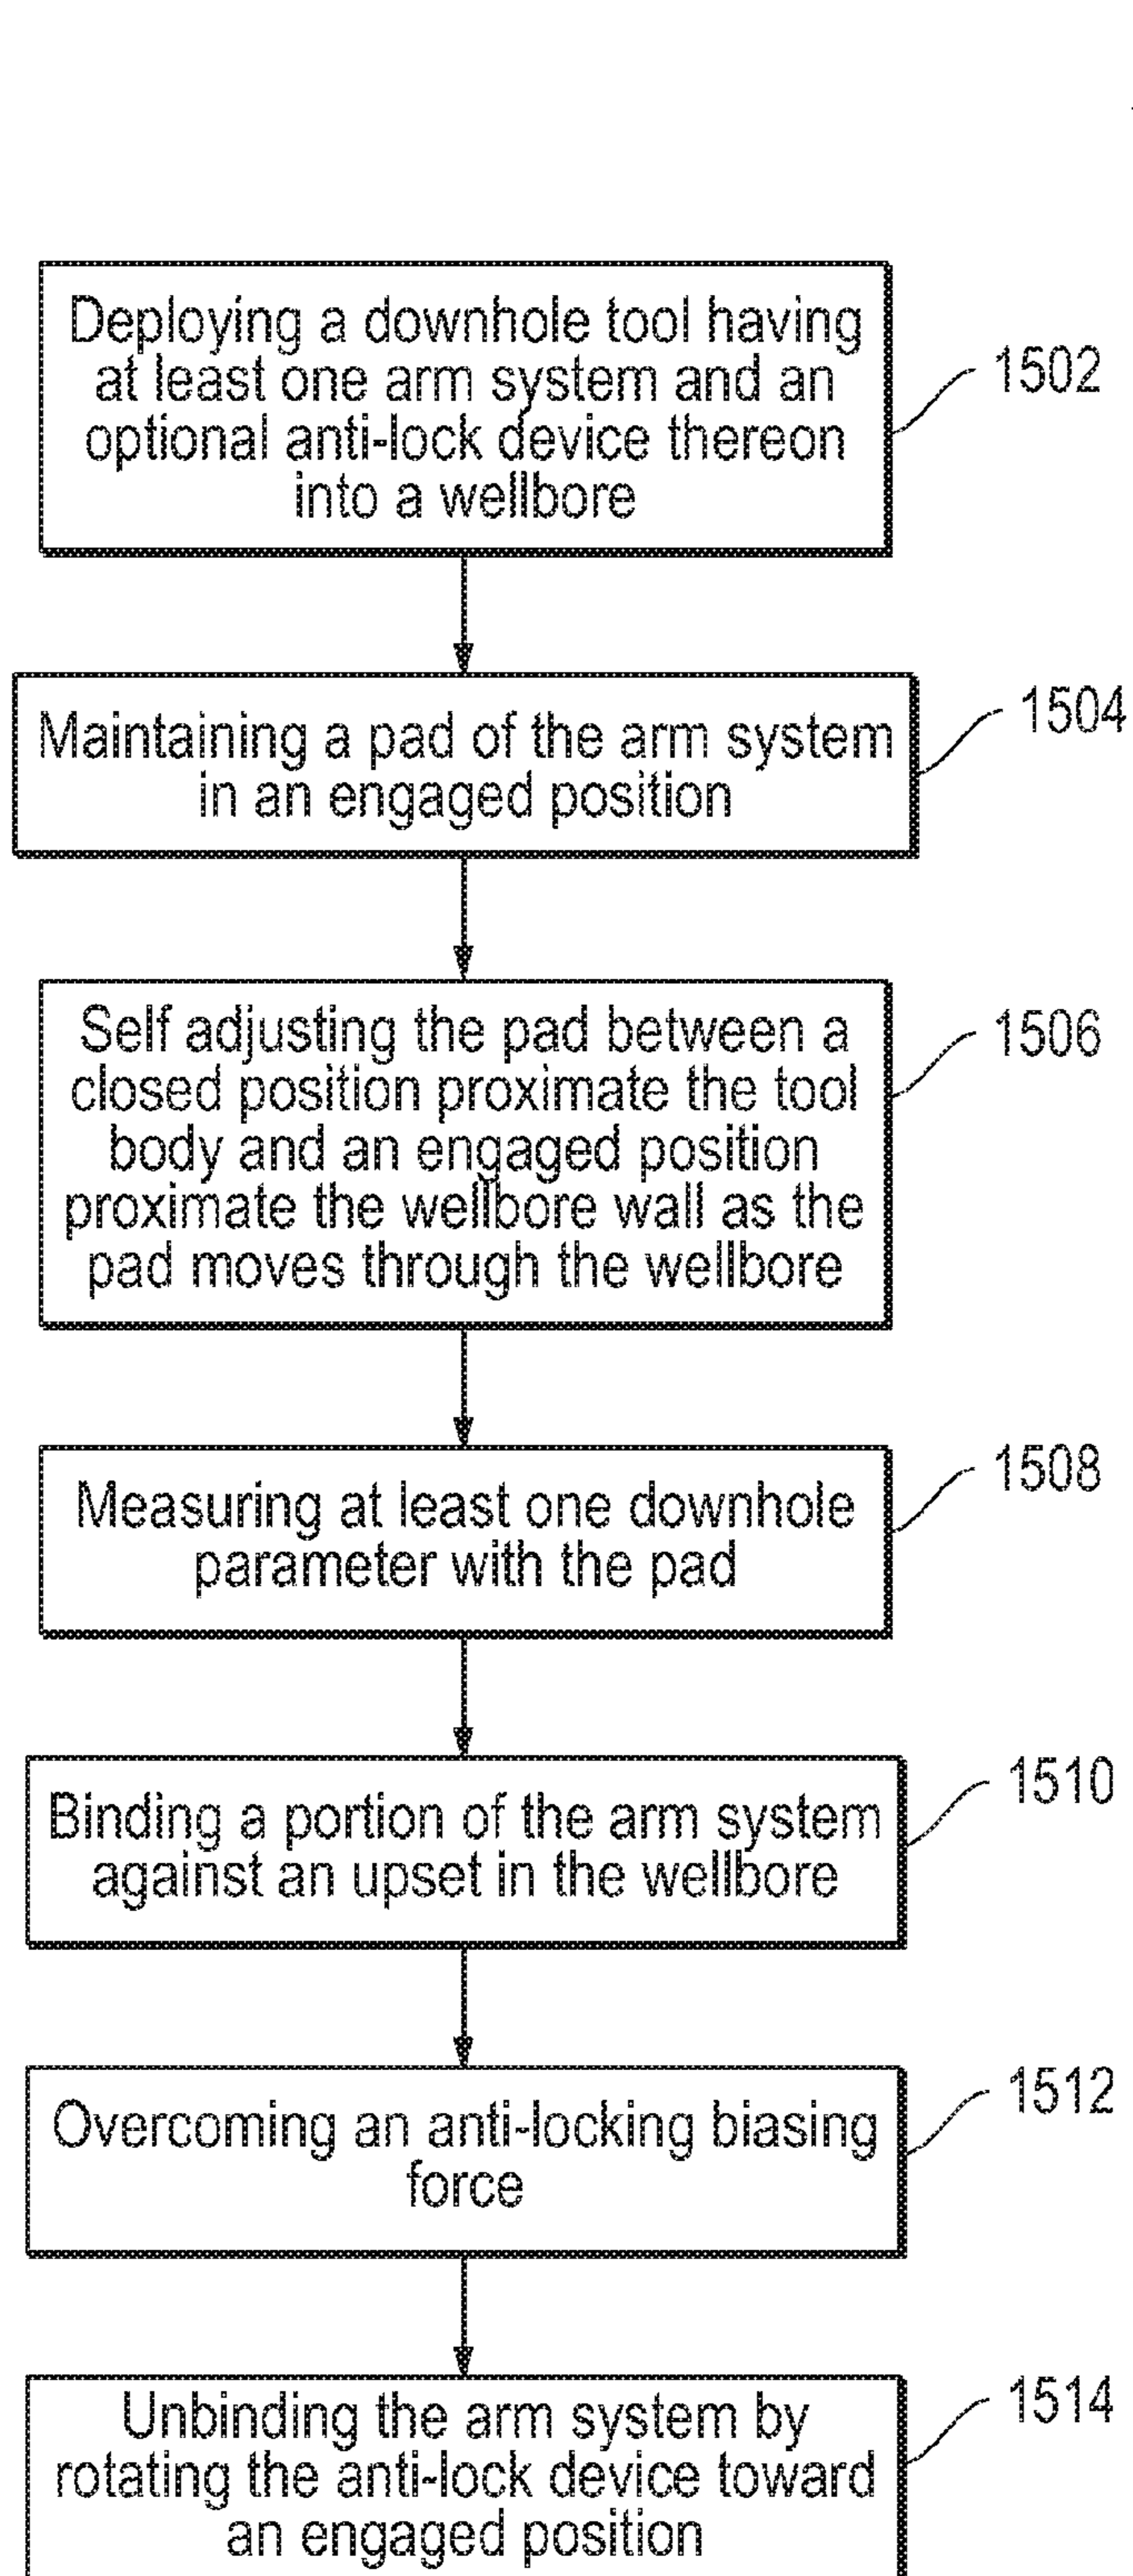 Deploying a downhole tool having
at least one arm system and an
optional anti-lock device thereon
into a wellbore
1502
Maintaining a pad of the arm system
in an engaged position
1504
Self adjusting the pad between a
closed position proximate the tool
body and an engaged position
proximate the wellbore wall as the
pad moves through the wellbore
1506
Measuring at least one downhole
parameter with the pad
1508
Binding a portion of the arm system
against an upset in the wellbore
1510
Overcoming an anti-locking biasing
force
1512
Unbinding the arm system by
rotating the anti-lock device toward
an engaged position
1514